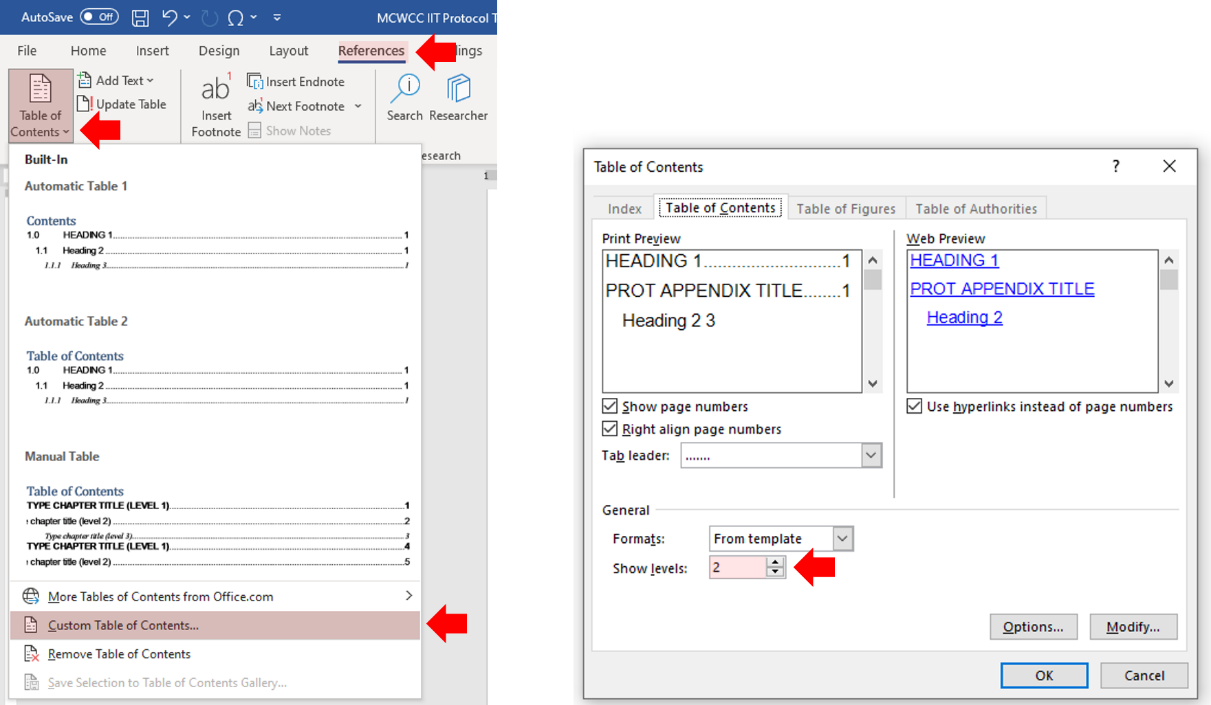 AutoSave Off MCWCC IIT Protocol T
File Home Insert Design Layout References lings
Table of Contents
Add Text
Update Table
ab1
Insert Footnote
Insert Endnote
ab1 Next Footnote
Show Notes
Search
Researcher
esearch
1
Built-In
Automatic Table 1
Contents
1.0 HEADING 1 1
1.1 Heading 2 1
1.1.1 Heading 3 1
Automatic Table 2
Table of Contents
1.0 HEADING 1 1
1.1 Heading 2 1
1.1.1 Heading 3 1
Manual Table
Table of Contents
TYPE CHAPTER TITLE (LEVEL 1) 1
chapter title (level 2) 2
Type chapter title (level 3) 3
TYPE CHAPTER TITLE (LEVEL 1) 4
chapter title (level 2) 5
More Tables of Contents from Office.com
Custom Table of Contents...
Remove Table of Contents
Save Selection to Table of Contents Gallery...
Table of Contents ?
Index Table of Contents Table of Figures Table of Authorities
Print Preview
HEADING 1............................1
PROT APPENDIX TITLE........1
Heading 2 3
Show page numbers
Right align page numbers
Tab leader: .......
Web Preview
HEADING 1
PROT APPENDIX TITLE
Heading 2
Use hyperlinks instead of page numbers
General
Formats: From template
Show levels: 2
Options... Modify...
OK Cancel